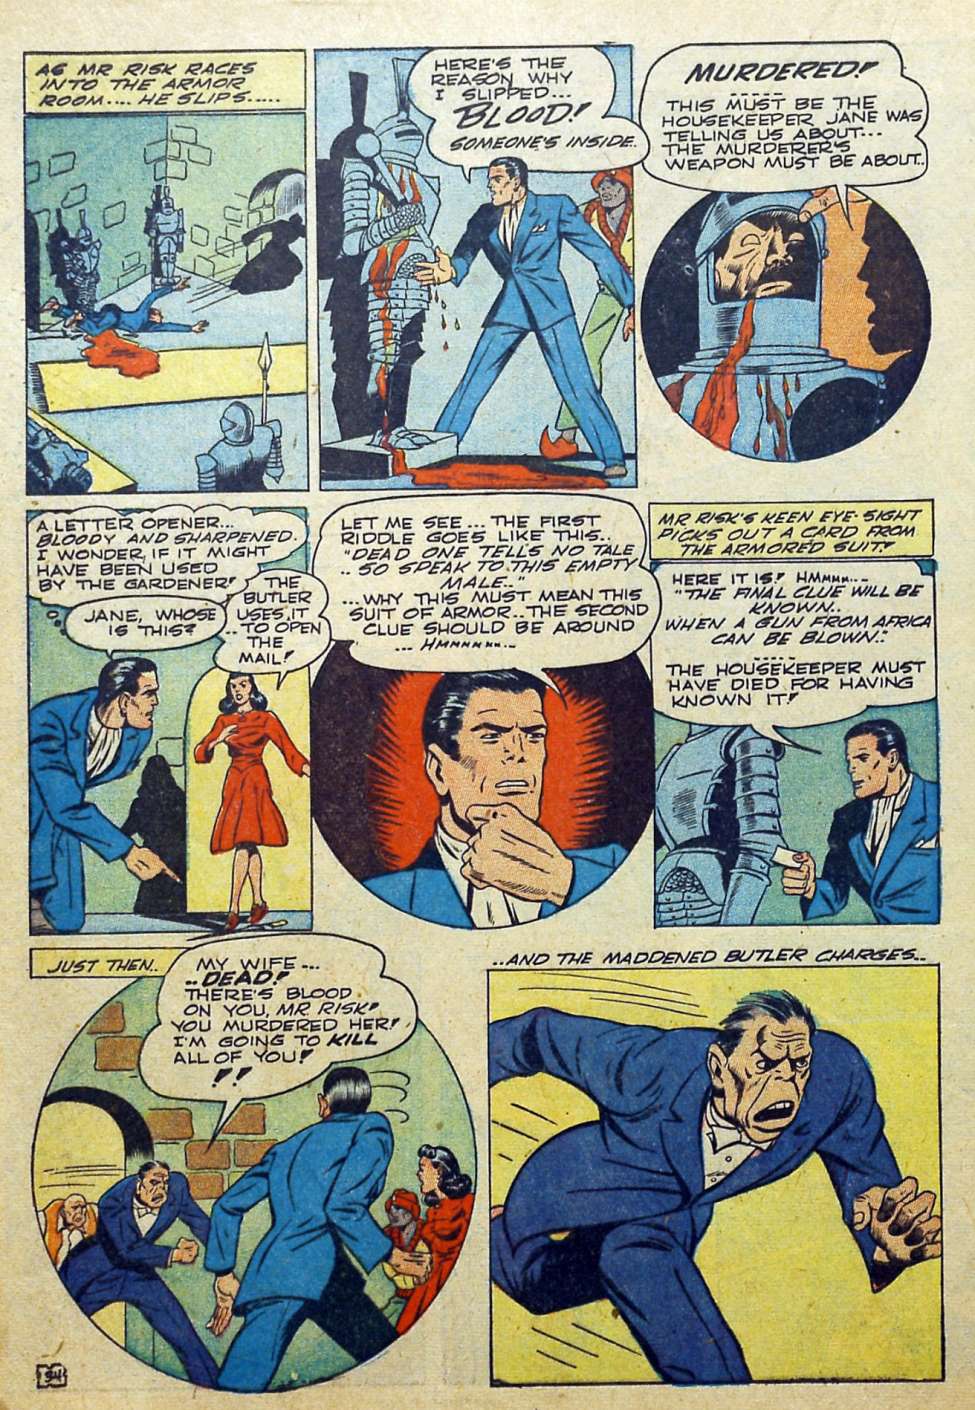 AS MR RISK RACES
INTO THE ARMOR
ROOM.... HE SLIPS.....
HERE'S THE
REASON WHY
I SLIPPED...
BLOOD!
SOMEONE'S INSIDE.
MURDERED!
THIS MUST BE THE
HOUSEKEEPER JANE WAS
TELLING US ABOUT...
THE MURDERER'S
WEAPON MUST BE ABOUT..
A LETTER OPENER...
BLOODY AND SHARPENED.
I WONDER, IF IT MIGHT
HAVE BEEN USED
BY THE GARDENER!
JANE, WHOSE
IS THIS?
THE
BUTLER
USES IT
..TO OPEN
THE
MAIL!
LET ME SEE... THE FIRST
RIDDLE GOES LIKE THIS..
"DEAD ONE TELLS NO TALE
..SO SPEAK TO THIS EMPTY
MALE.."
...WHY THIS MUST MEAN THIS
SUIT OF ARMOR...THE SECOND
CLUE SHOULD BE AROUND
...HMMMMMM...
MR RISK'S KEEN EYE-SIGHT
PICKS OUT A CARD FROM
THE ARMORED SUIT!
HERE IT IS! HMMMM...
"THE FINAL CLUE WILL BE
KNOWN..
WHEN A GUN FROM AFRICA
CAN BE BLOWN."
.....
THE HOUSEKEEPER MUST
HAVE DIED FOR HAVING
KNOWN IT!
JUST THEN..
MY WIFE...
..DEAD!
THERE'S BLOOD
ON YOU, MR RISK!
YOU MURDERED HER!
I'M GOING TO KILL
ALL OF YOU!
!!
..AND THE MADDENED BUTLER CHARGES...